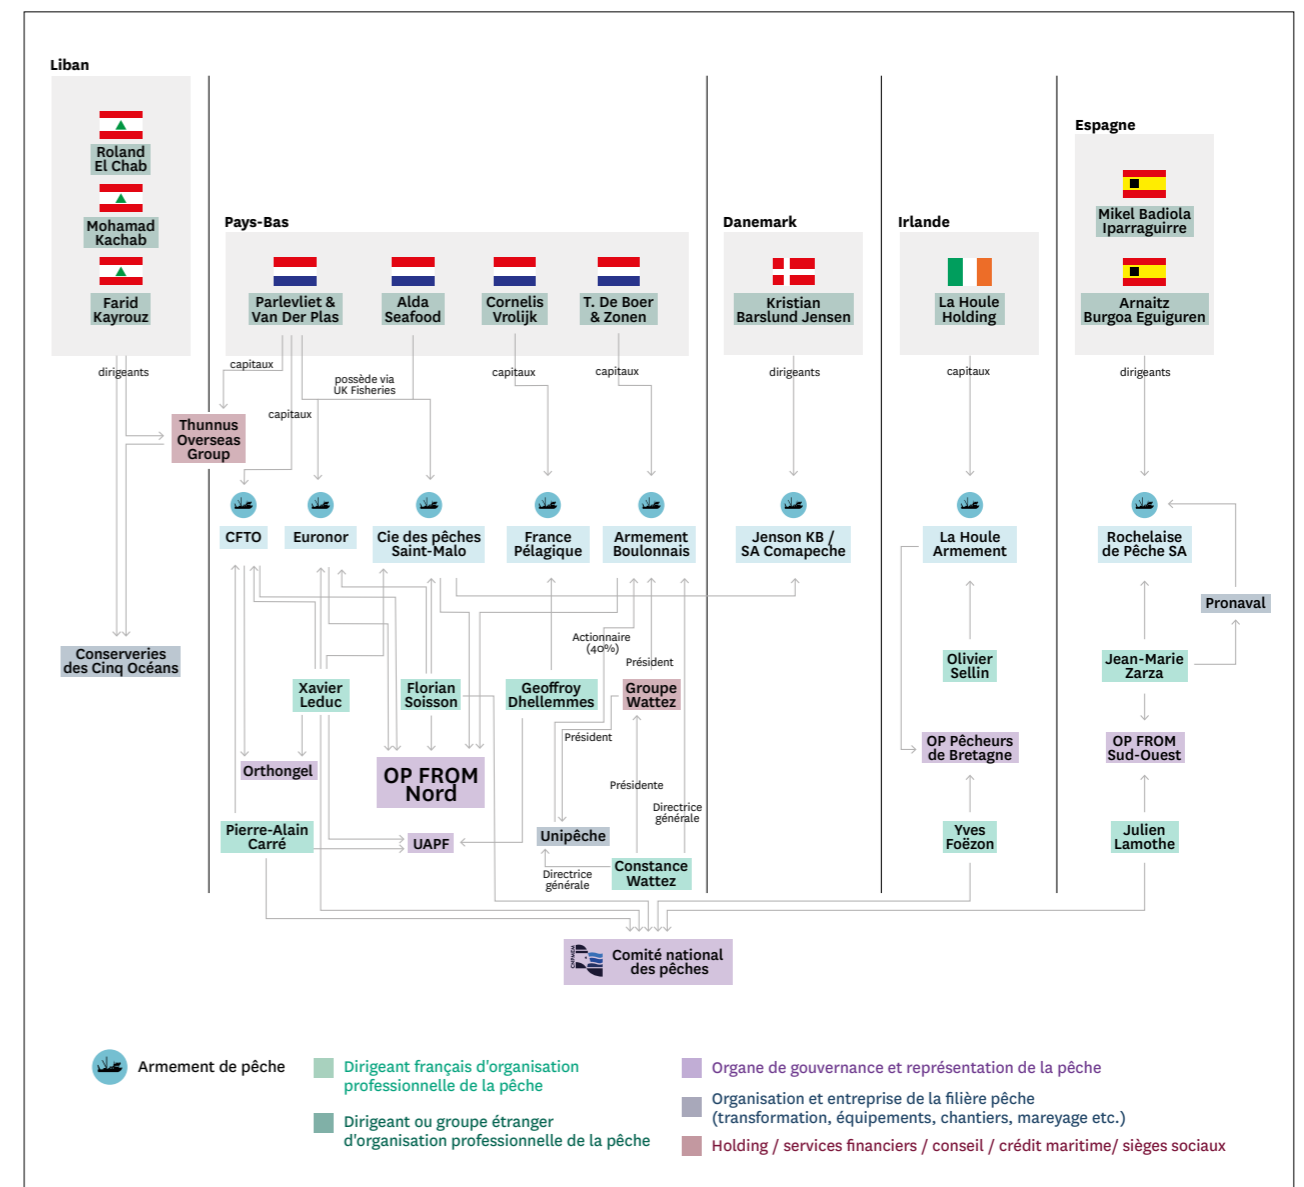 Liban
Roland
El Chab
Mohamad
Kachab
Farid
Kayrouz
dirigeants
Pays-Bas
Parlevliet &
Van Der Plas
Alda
Seafood
Cornelis
Vrolijk
T. De Boer
& Zonen
capitaux
possède via
UK Fisheries
capitaux
capitaux
capitaux
Danemark
Kristian
Barslund Jensen
dirigeants
Irlande
La Houle
Holding
capitaux
Espagne
Mikel Badiola
Iparraguirre
Arnaitz
Burgoa Eguiguren
dirigeants
Thunnus
Overseas
Group
CFTO
Euronor
Cie des pêches
Saint-Malo
France
Pélagique
Armement
Boulonnais
Jenson KB /
SA Comapeche
La Houle
Armement
Rochelaise
de Pêche SA
Pronaval
Conserveries
des Cinq Océans
Actionnaire
(40%)
Président
Xavier
Leduc
Florian
Soisson
Geoffroy
Dhellemmes
Groupe
Wattez
Olivier
Sellin
Jean-Marie
Zarza
Président
Orthongel
OP FROM
Nord
OP Pêcheurs
de Bretagne
OP FROM
Sud-Ouest
Présidente
Directrice
générale
Pierre-Alain
Carré
UAPF
Unipêche
Directrice
générale
Constance
Wattez
Yves
Foëzon
Julien
Lamothe
CNPMEM
Comité national
des pêches
Armement de pêche
Dirigeant français d'organisation
professionnelle de la pêche
Dirigeant ou groupe étranger
d'organisation professionnelle de la pêche
Organe de gouvernance et représentation de la pêche
Organisation et entreprise de la filière pêche
(transformation, équipements, chantiers, mareyage etc.)
Holding / services financiers / conseil / crédit maritime/ sièges sociaux